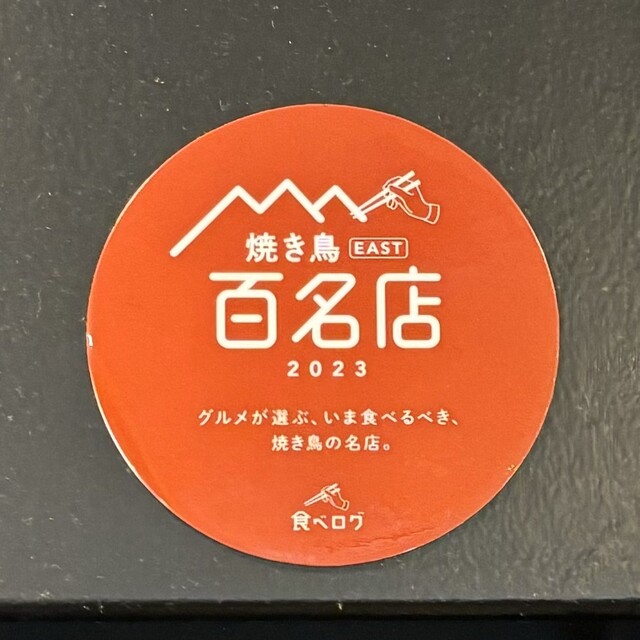 焼き鳥 EAST
百名店
2023
グルメが選ぶ、いま食べるべき、
焼き鳥の名店。
食べログ